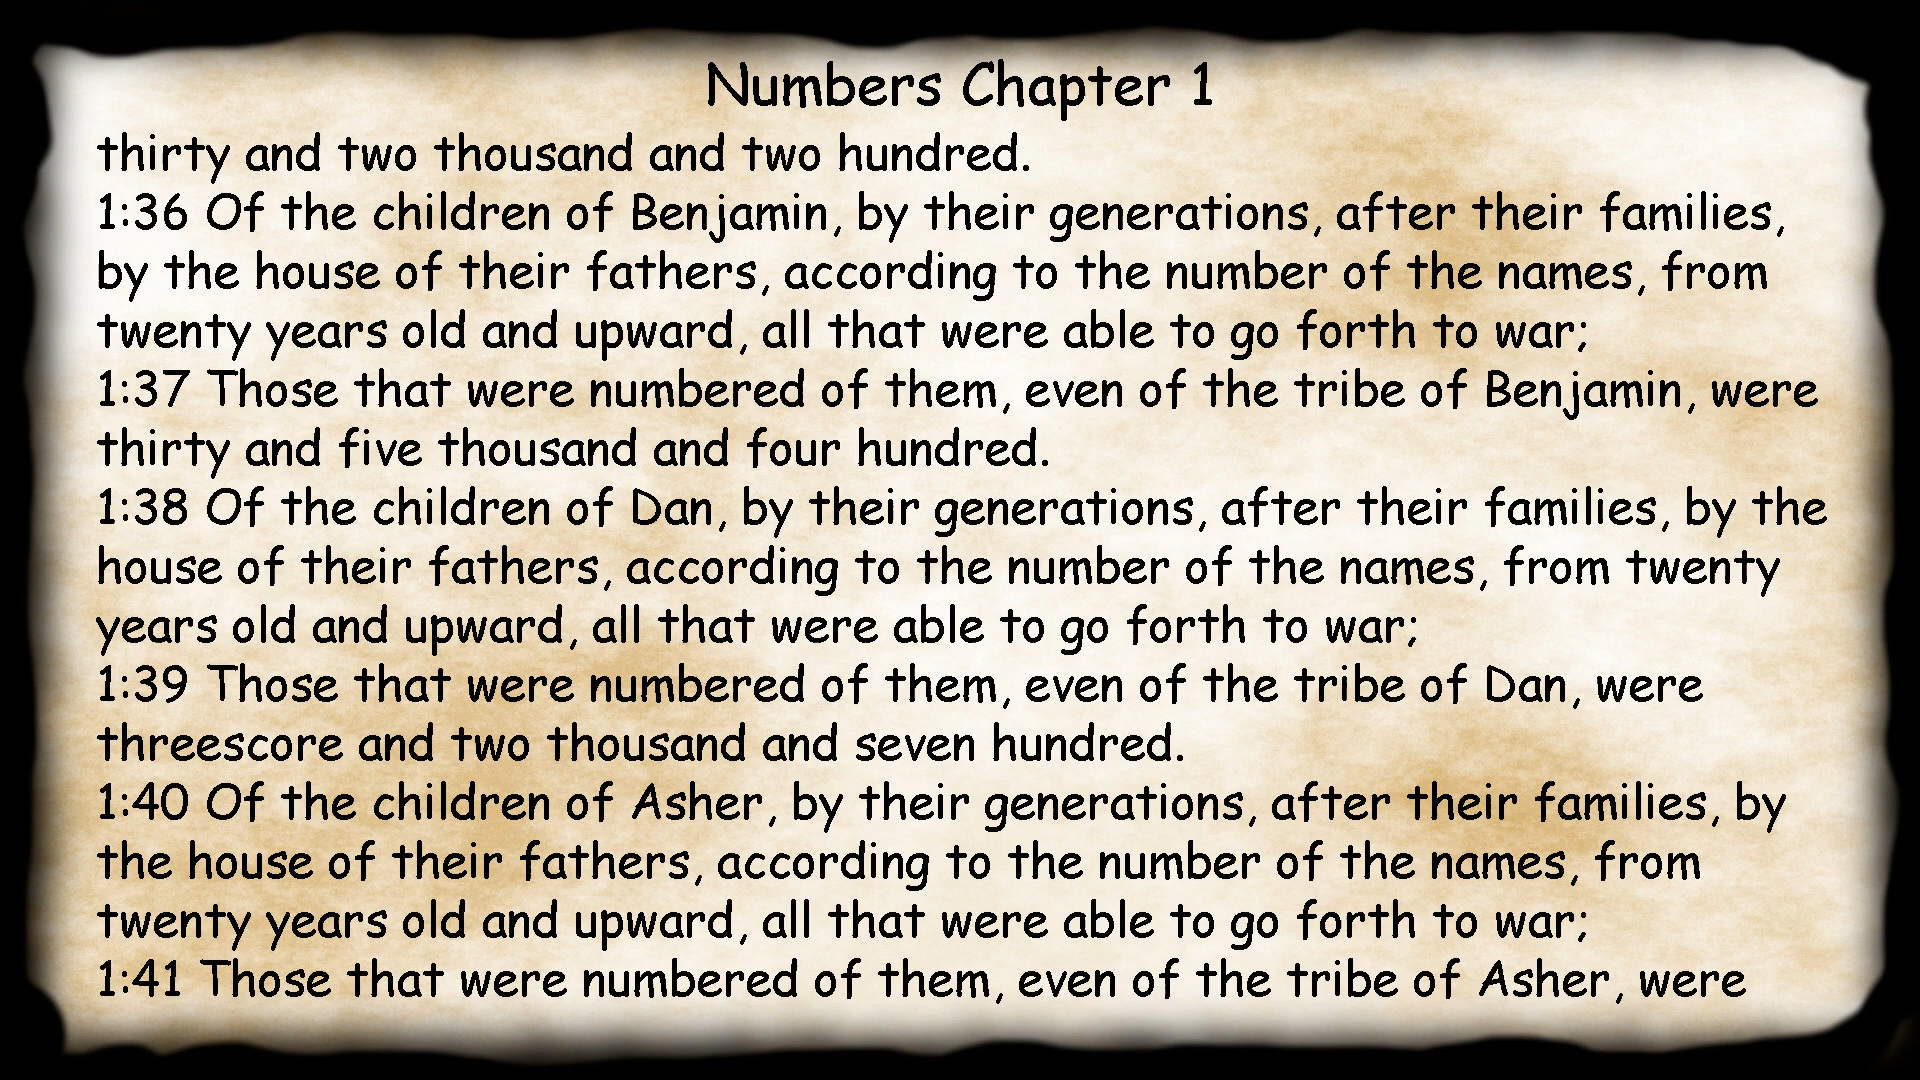 Numbers Chapter 1
thirty and two thousand and two hundred.
1:36 Of the children of Benjamin, by their generations, after their families,
by the house of their fathers, according to the number of the names, from
twenty years old and upward, all that were able to go forth to war;
1:37 Those that were numbered of them, even of the tribe of Benjamin, were
thirty and five thousand and four hundred.
1:38 Of the children of Dan, by their generations, after their families, by the
house of their fathers, according to the number of the names, from twenty
years old and upward, all that were able to go forth to war;
1:39 Those that were numbered of them, even of the tribe of Dan, were
threescore and two thousand and seven hundred.
1:40 Of the children of Asher, by their generations, after their families, by
the house of their fathers, according to the number of the names, from
twenty years old and upward, all that were able to go forth to war;
1:41 Those that were numbered of them, even of the tribe of Asher, were